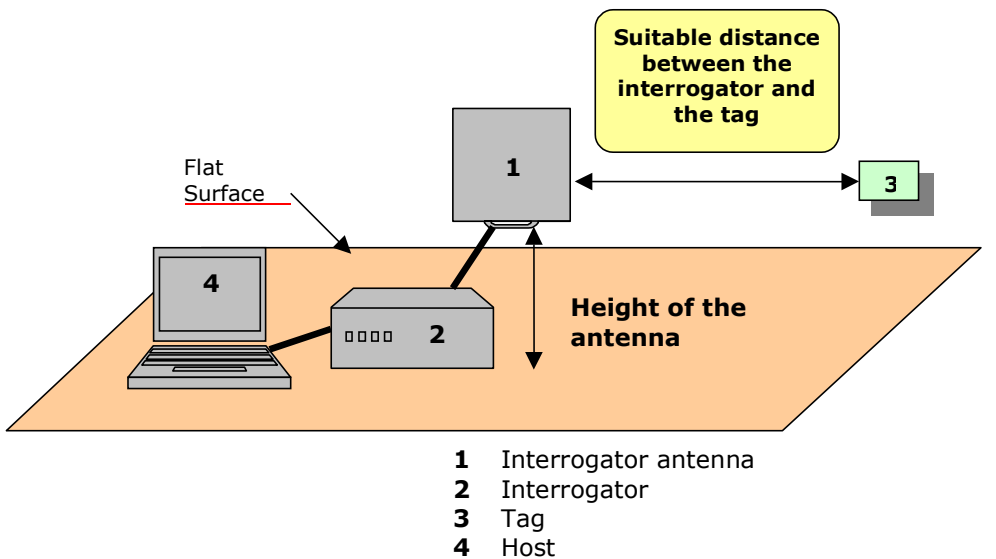 Suitable distance
between the
interrogator and
the tag
1
3
Flat
Surface
4
2
Height of the
antenna
1 Interrogator antenna
2 Interrogator
3 Tag
4 Host